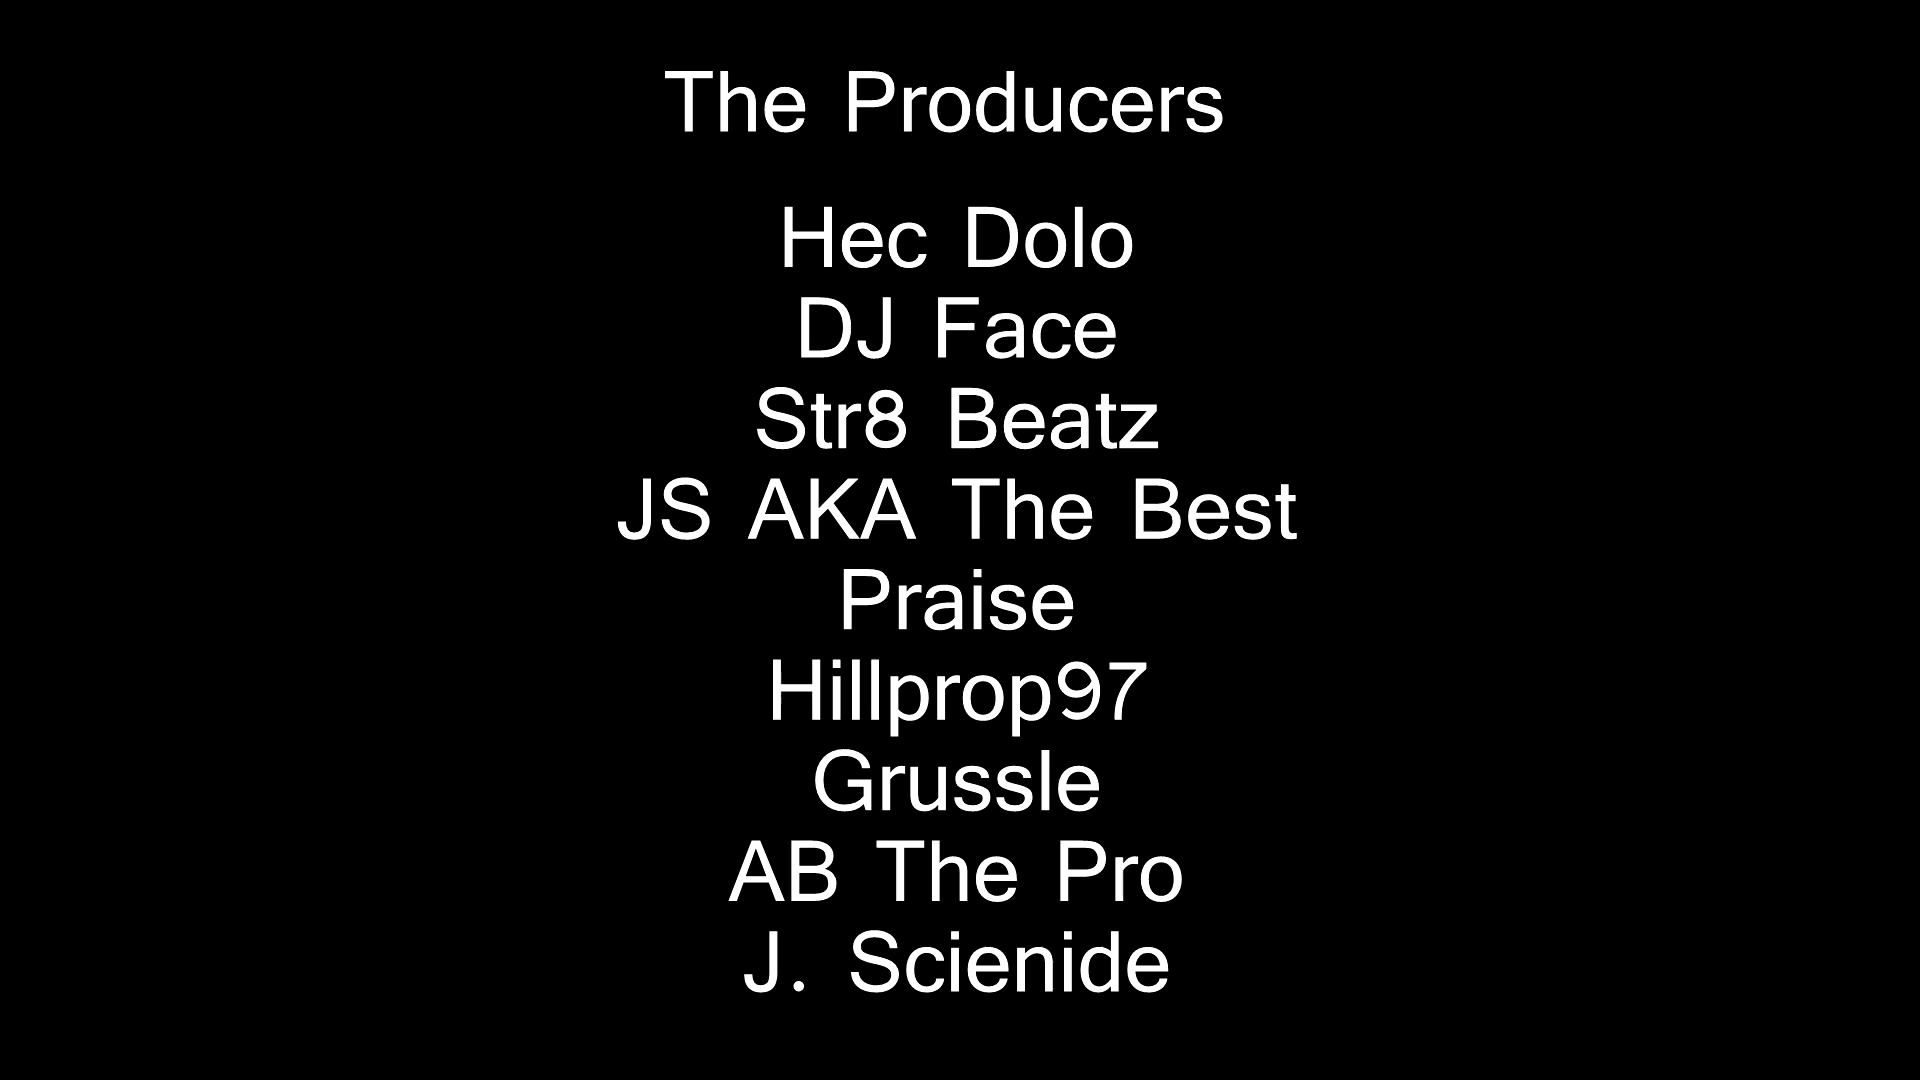 The Producers
Hec Dolo
DJ Face
Str8 Beatz
JS AKA The Best
Praise
Hillprop97
Grussle
AB The Pro
J. Scienide